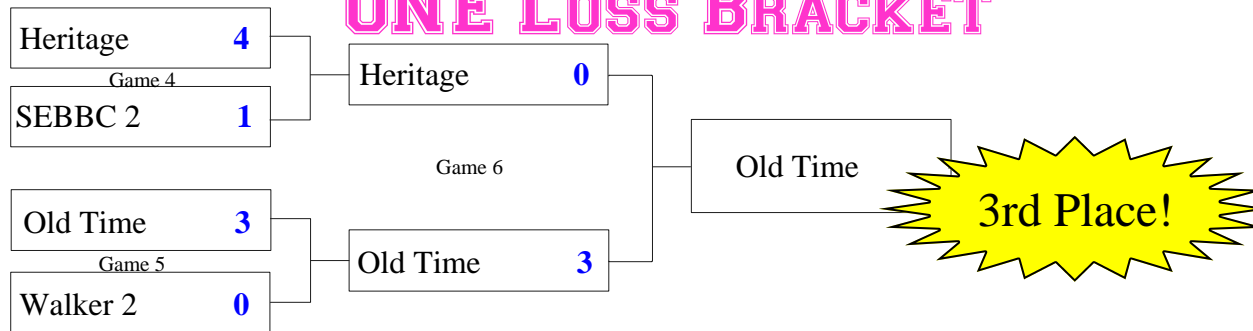 ONE LOSS BRACKET
Heritage 4
Game 4
SEBBC 2 1
Heritage 0
Game 6
Old Time 3
Game 5
Walker 2 0
Old Time 3
Old Time
3rd Place!